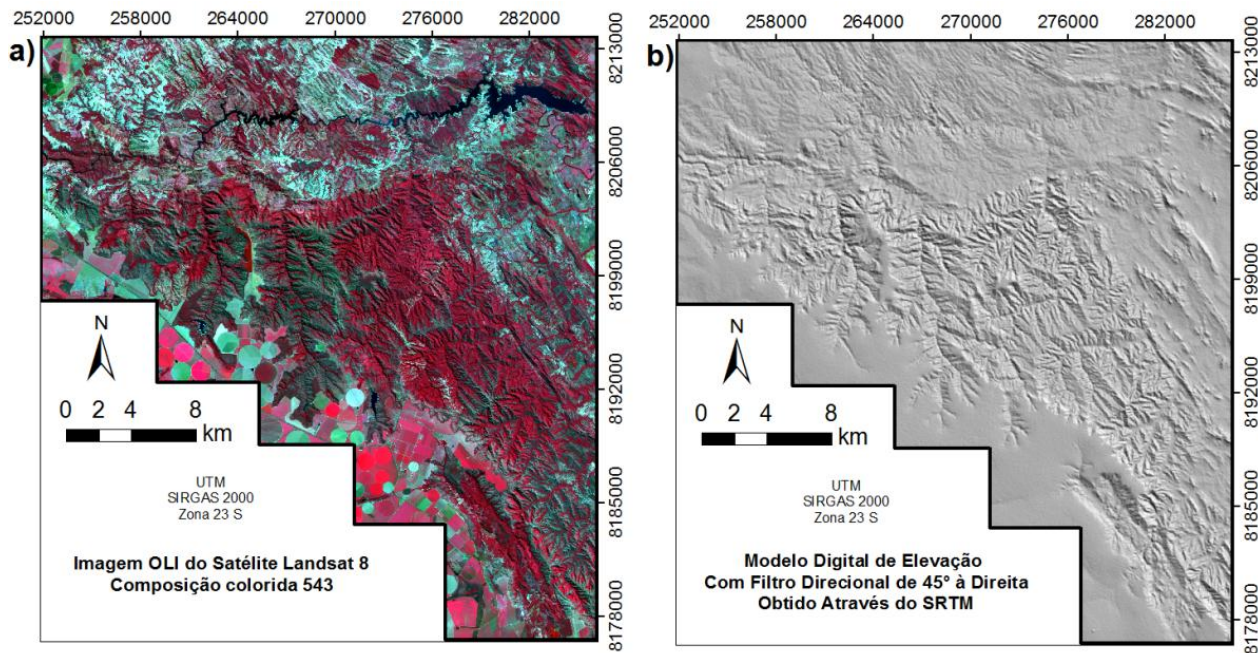 252000 264000 270000 276000 282000
a)
8213000
8206000
8199000
8192000
8185000
8178000
N
0 2 4 8
km
UTM
SIRGAS 2000
Zona 23 S
Imagem OLI do Satélite Landsat 8
Composição colorida 543
252000 258000 264000 270000 276000 282000
b)
8213000
8206000
8199000
8192000
8185000
8178000
N
0 2 4 8
km
UTM
SIRGAS 2000
Zona 23 S
Modelo Digital de Elevação
Com Filtro Direcional de 45º à Direita
Obtido Através do SRTM